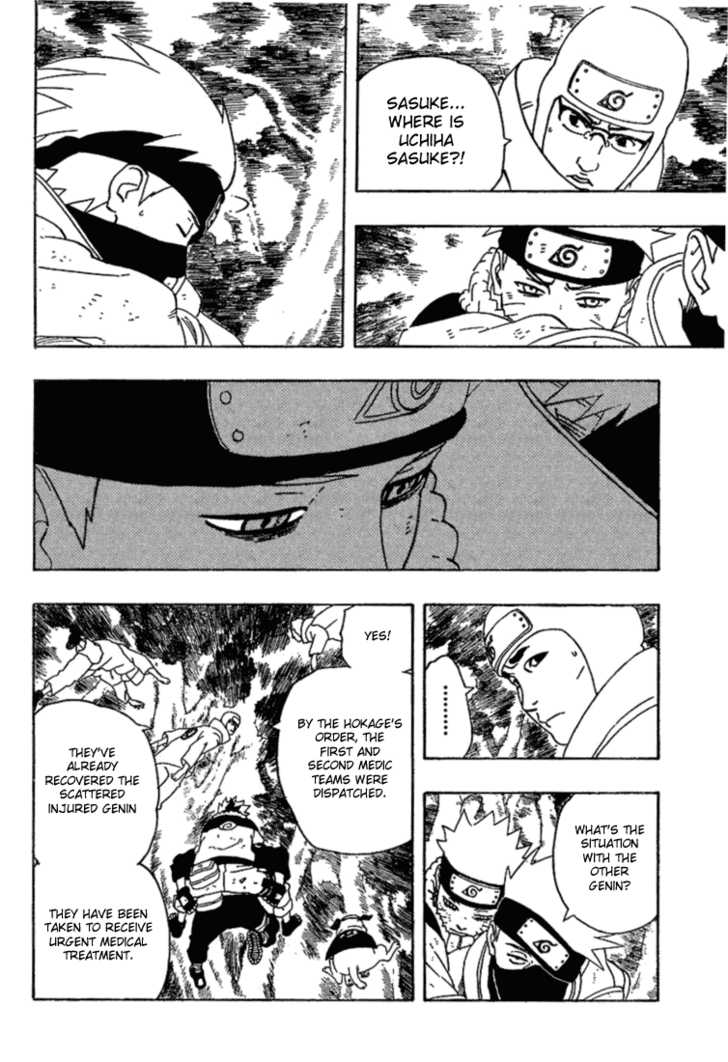 SASUKE...
WHERE IS
UCHIHA
SASUKE?!
.........
WHAT'S THE
SITUATION
WITH THE
OTHER
GENIN?
YES!
BY THE HOKAGE'S
ORDER, THE
FIRST AND
SECOND MEDIC
TEAMS WERE
DISPATCHED.
THEY'VE
ALREADY
RECOVERED THE
SCATTERED
INJURED GENIN
THEY HAVE BEEN
TAKEN TO RECEIVE
URGENT MEDICAL
TREATMENT.